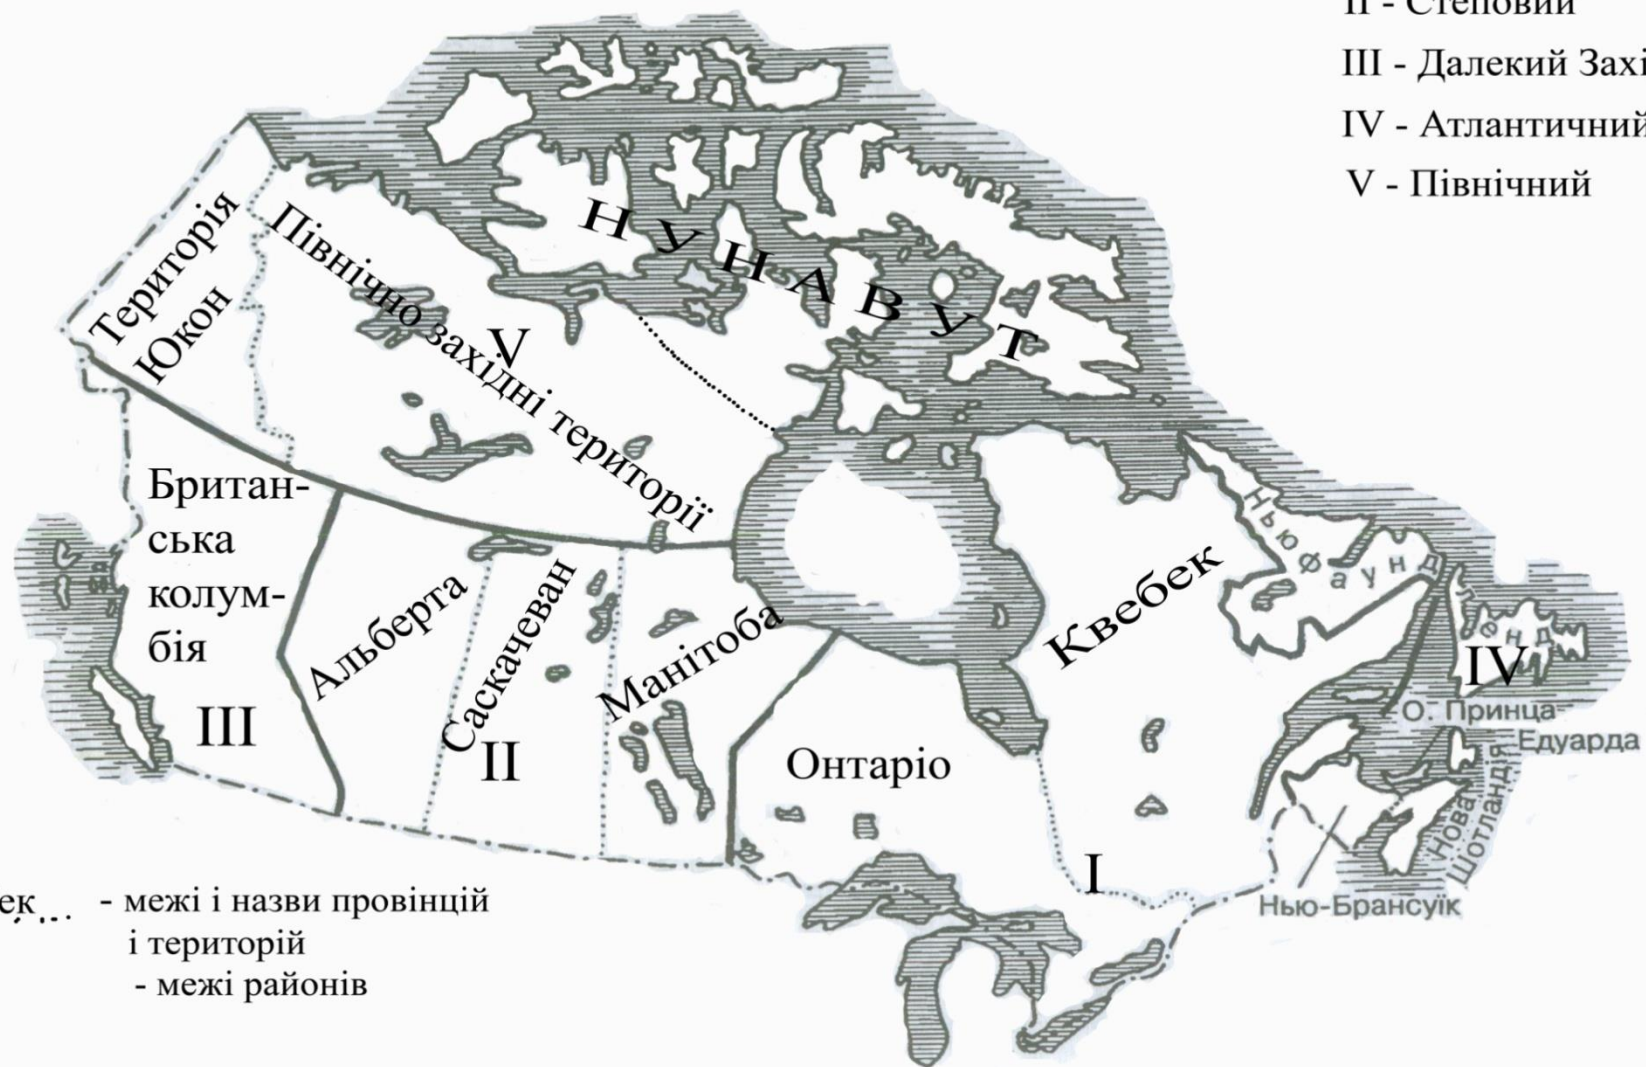 II - Степовий
III - Далекий Захі
IV - Атлантичний
V - Північний
НУНАВУТ
Територія
Юкон
Північно західні території
V
Британ-
ська
колум-
бія
III
Альберта
Саскачеван
II
Манітоба
Онтаріо
Квебек
I
Ньюфаундленд
IV
О. Принца
Едуарда
Нова
Шотландія
Нью-Брансуїк
ек - межі і назви провінцій
і територій
- межі районів